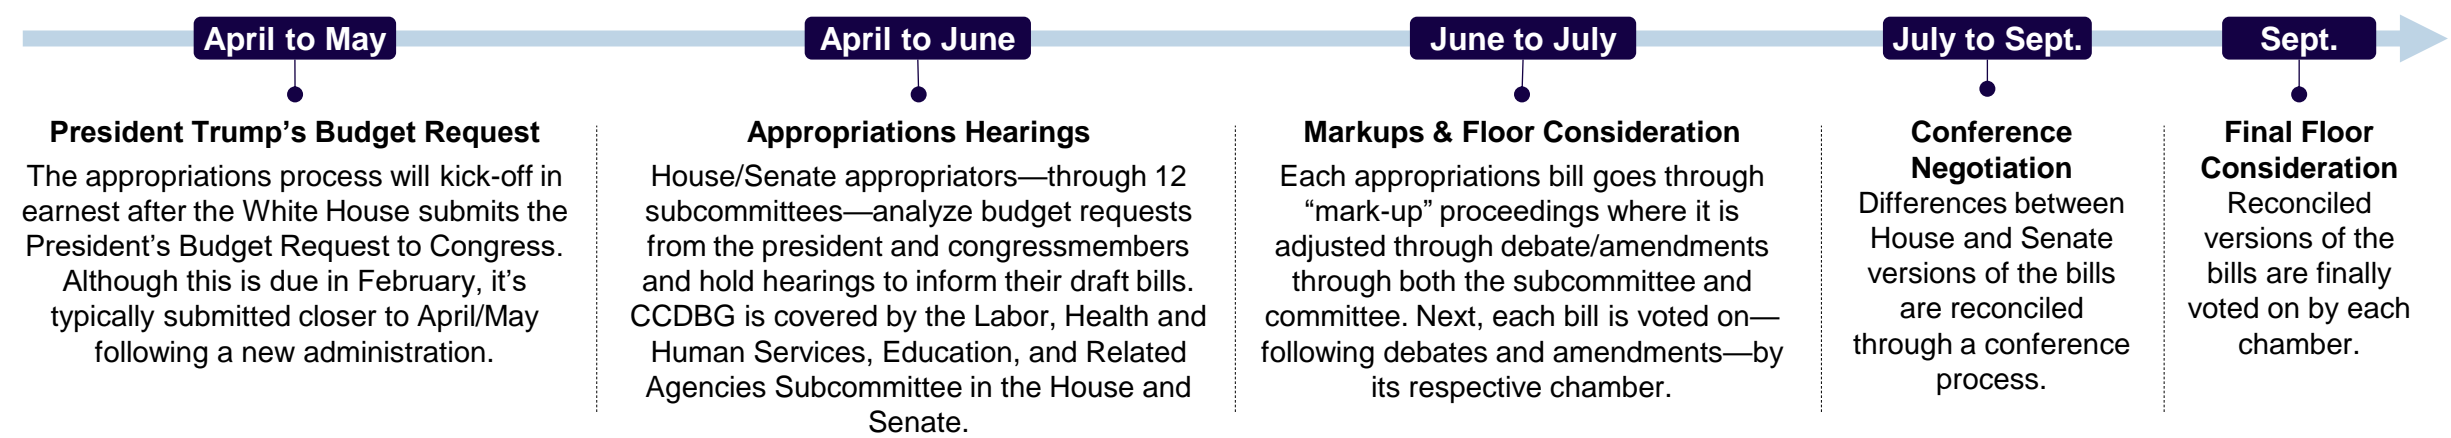 April to May
President Trump’s Budget Request
The appropriations process will kick-off in
earnest after the White House submits the
President’s Budget Request to Congress.
Although this is due in February, it’s
typically submitted closer to April/May
following a new administration.
April to June
Appropriations Hearings
House/Senate appropriators—through 12
subcommittees—analyze budget requests
from the president and congressmembers
and hold hearings to inform their draft bills.
CCDBG is covered by the Labor, Health and
Human Services, Education, and Related
Agencies Subcommittee in the House and
Senate.
June to July
Markups & Floor Consideration
Each appropriations bill goes through
“mark-up” proceedings where it is
adjusted through debate/amendments
through both the subcommittee and
committee. Next, each bill is voted on—
following debates and amendments—by
its respective chamber.
July to Sept.
Conference
Negotiation
Differences between
House and Senate
versions of the bills
are reconciled
through a conference
process.
Sept.
Final Floor
Consideration
Reconciled
versions of the
bills are finally
voted on by each
chamber.